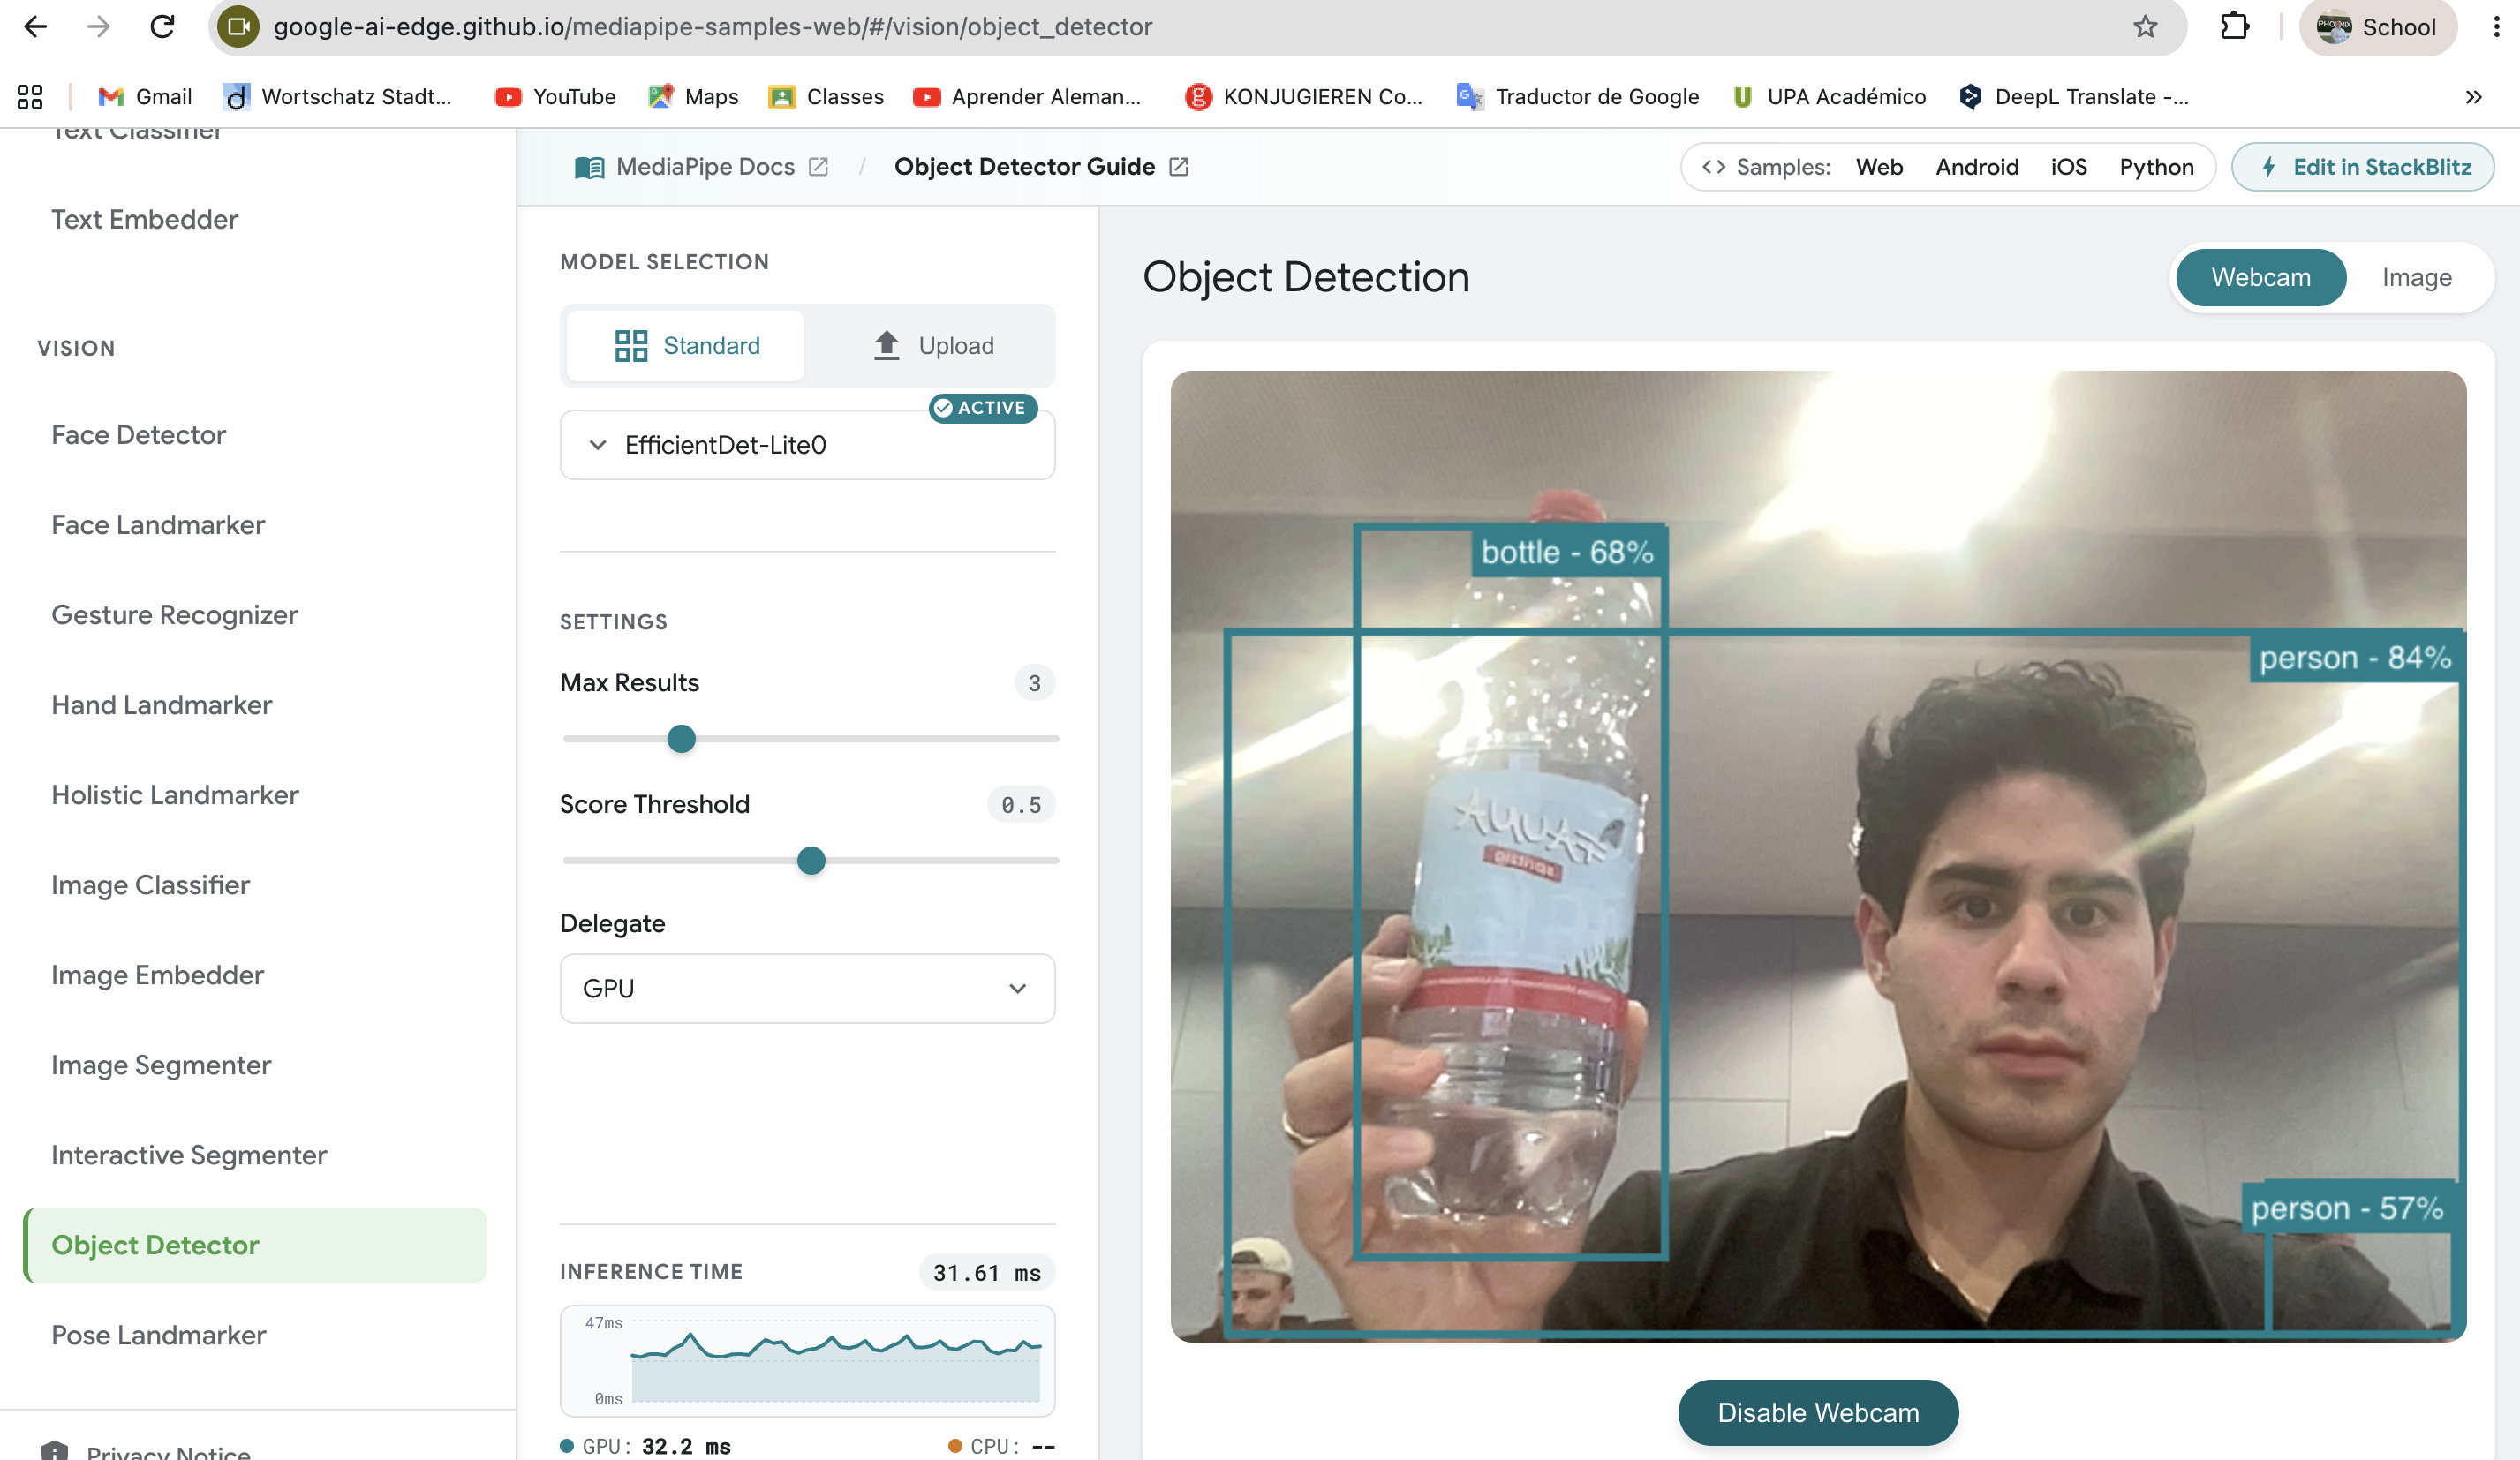 google-ai-edge.github.io/mediapipe-samples-web/#/vision/object_detector
School
Gmail
Wortschatz Stadt...
YouTube
Maps
Classes
Aprender Aleman...
KONJUGIEREN Co...
Traductor de Google
UPA Académico
DeepL Translate -...
Text Classifier
Text Embedder
VISION
Face Detector
Face Landmarker
Gesture Recognizer
Hand Landmarker
Holistic Landmarker
Image Classifier
Image Embedder
Image Segmenter
Interactive Segmenter
Object Detector
Pose Landmarker
Privacy Notice
MediaPipe Docs / Object Detector Guide
<> Samples: Web Android iOS Python
Edit in StackBlitz
MODEL SELECTION
Standard
Upload
ACTIVE
EfficientDet-Lite0
SETTINGS
Max Results 3
Score Threshold 0.5
Delegate
GPU
INFERENCE TIME 31.61 ms
47ms
0ms
GPU: 32.2 ms
CPU: --
Object Detection
Webcam
Image
bottle - 68%
person - 84%
person - 57%
Disable Webcam